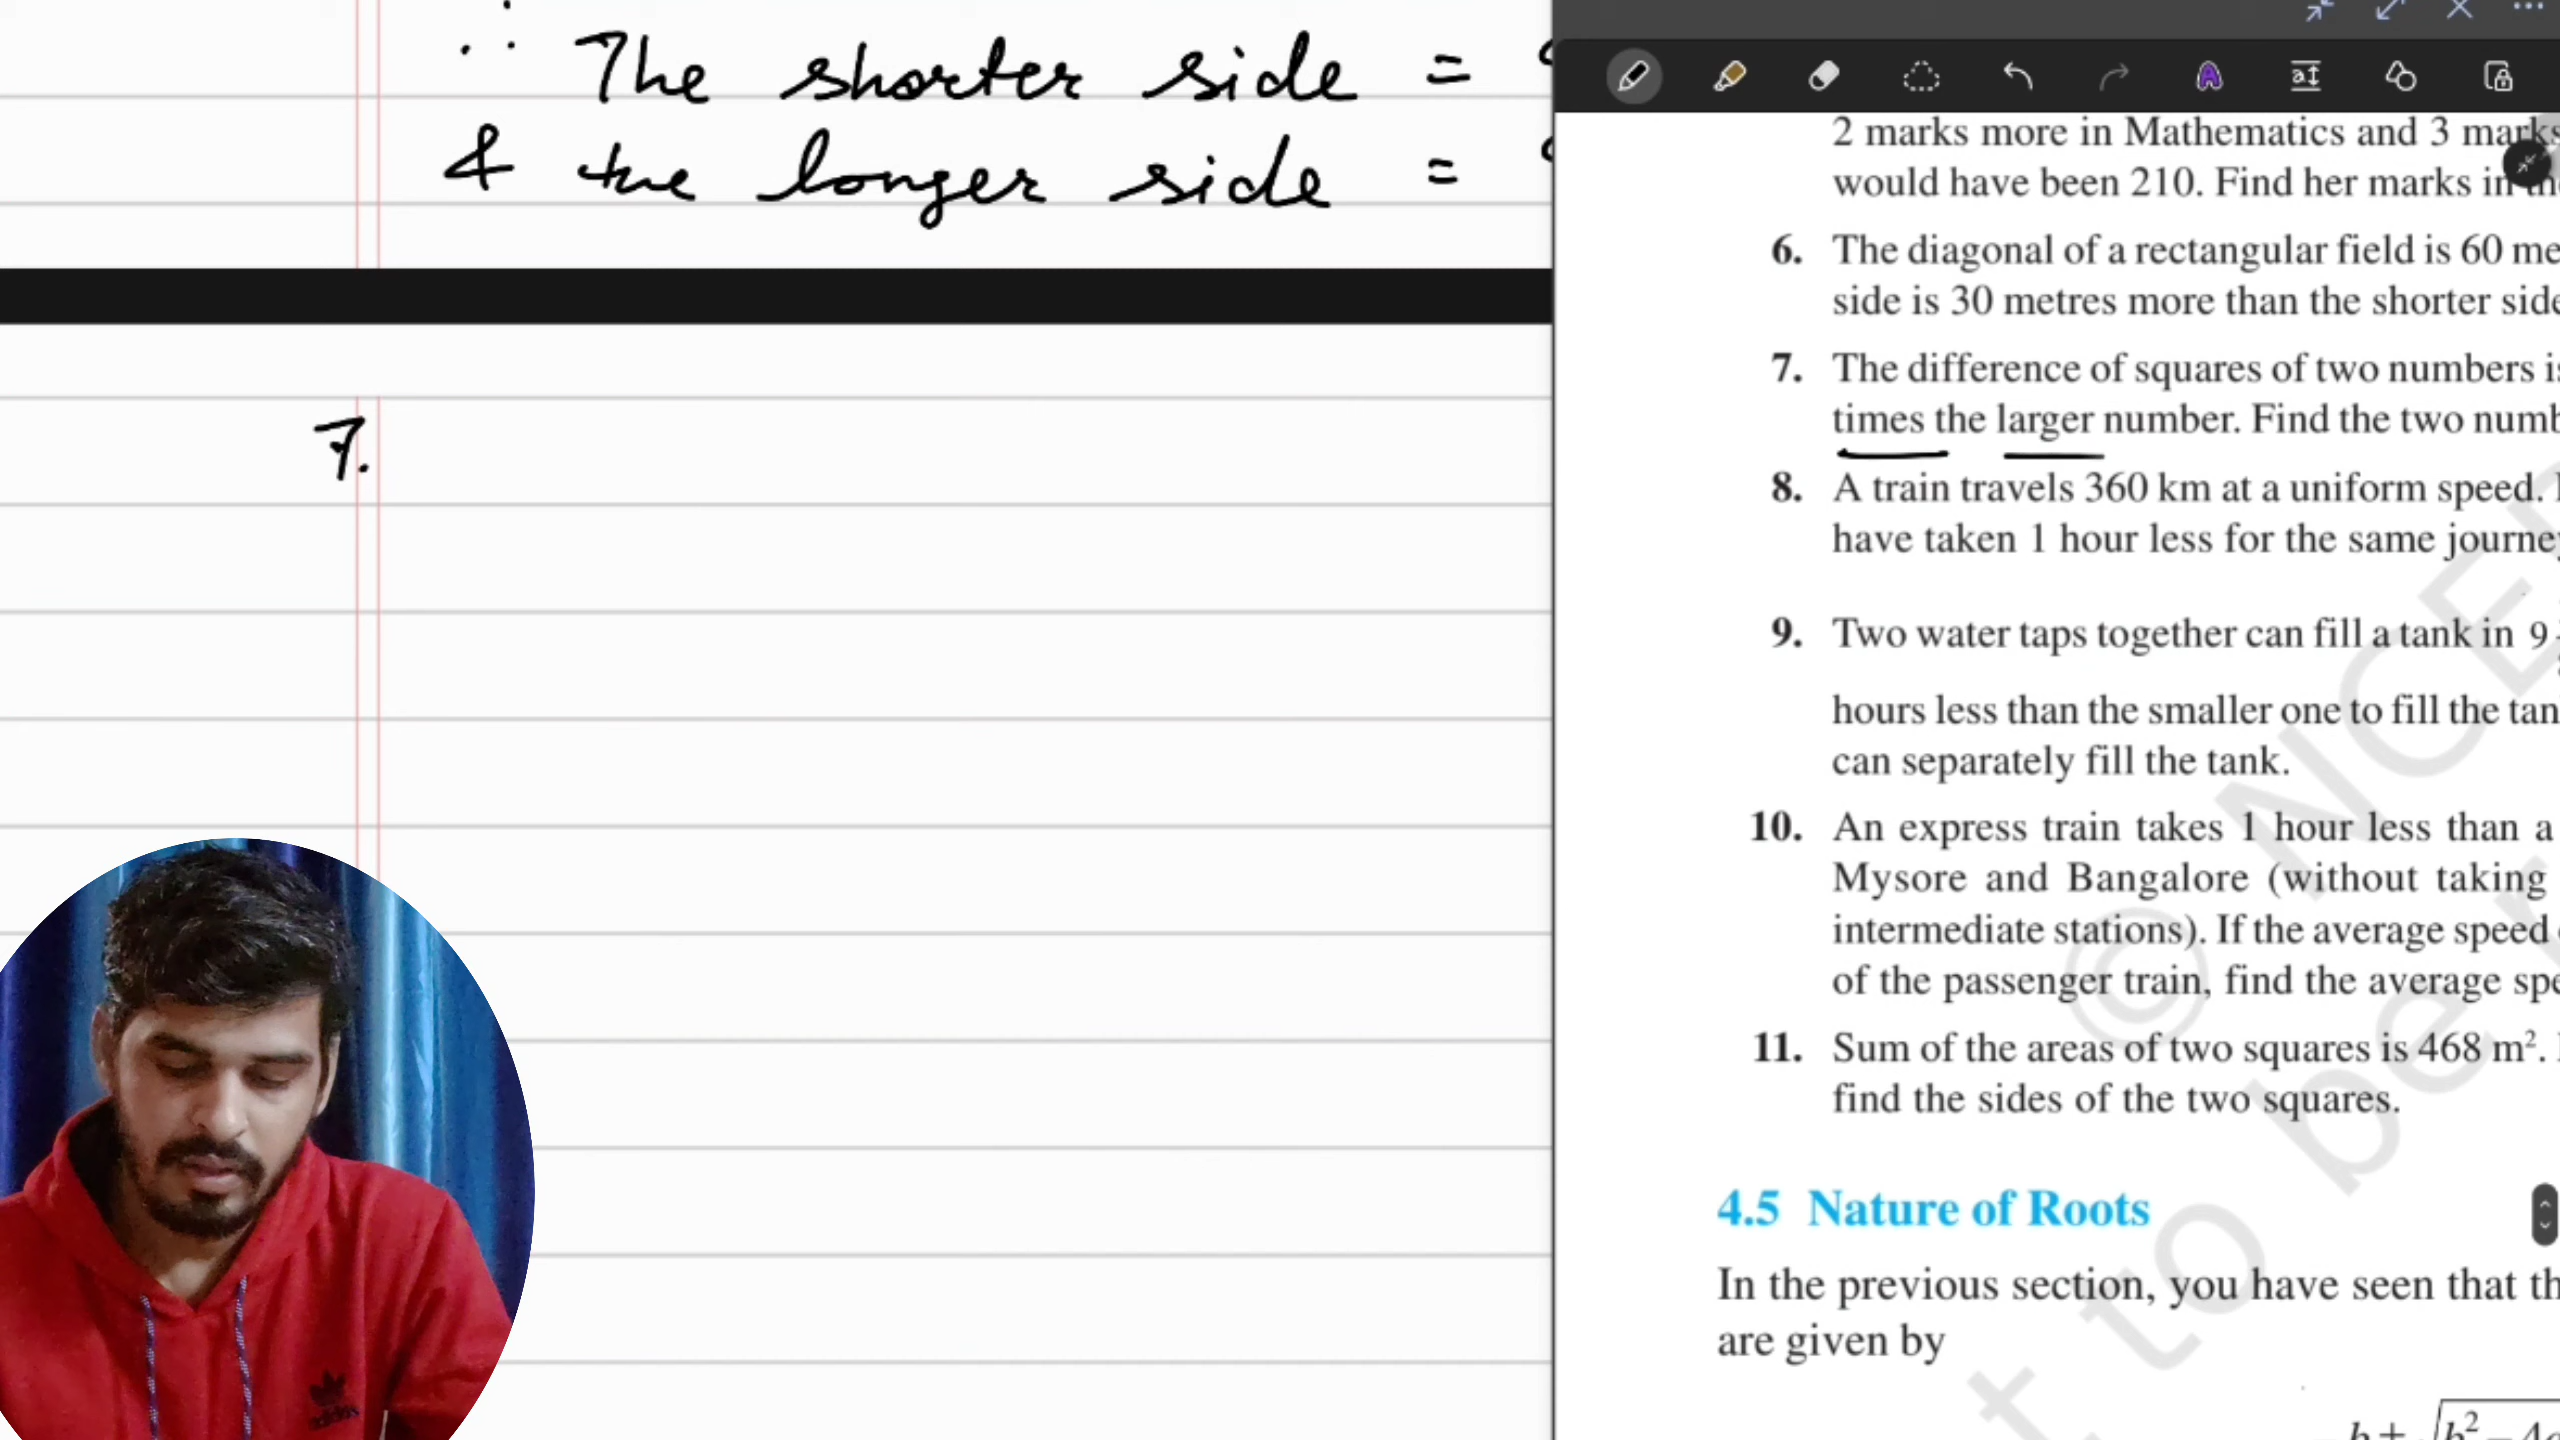 ∴ The shorter side =
& the longer side =
7.
2 marks more in Mathematics and 3 marks
would have been 210. Find her marks in
6. The diagonal of a rectangular field is 60
side is 30 metres more than the shorter side
7. The difference of squares of two numbers
times the larger number. Find the two
8. A train travels 360 km at a uniform speed.
have taken 1 hour less for the same
9. Two water taps together can fill a tank in 9
hours less than the smaller one to fill the
can separately fill the tank.
10. An express train takes 1 hour less than a
Mysore and Bangalore (without taking
intermediate stations). If the average speed
of the passenger train, find the average
11. Sum of the areas of two squares is 468 m².
find the sides of the two squares.
4.5 Nature of Roots
In the previous section, you have seen that
are given by
adidas